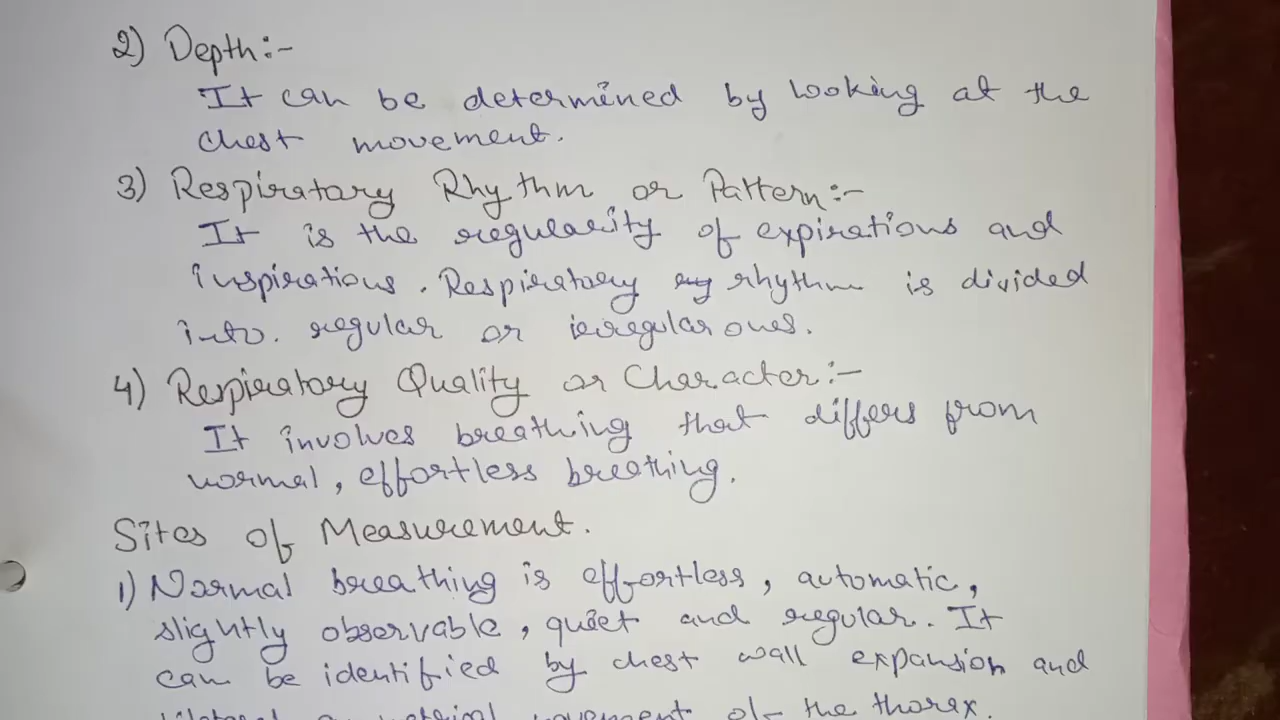 2) Depth:-
It can be determined by looking at the
chest movement.
3) Respiratory Rhythm or Pattern:-
It is the regularity of expirations and
inspirations. Respiratory rhythm is divided
into. regular or irregular ones.
4) Respiratory Quality or Character:-
It involves breathing that differs from
normal, effortless breathing.
Sites of Measurement.
1) Normal breathing is effortless, automatic,
slightly observable, quiet and regular. It
can be identified by chest wall expansion and
movement of the thorax.